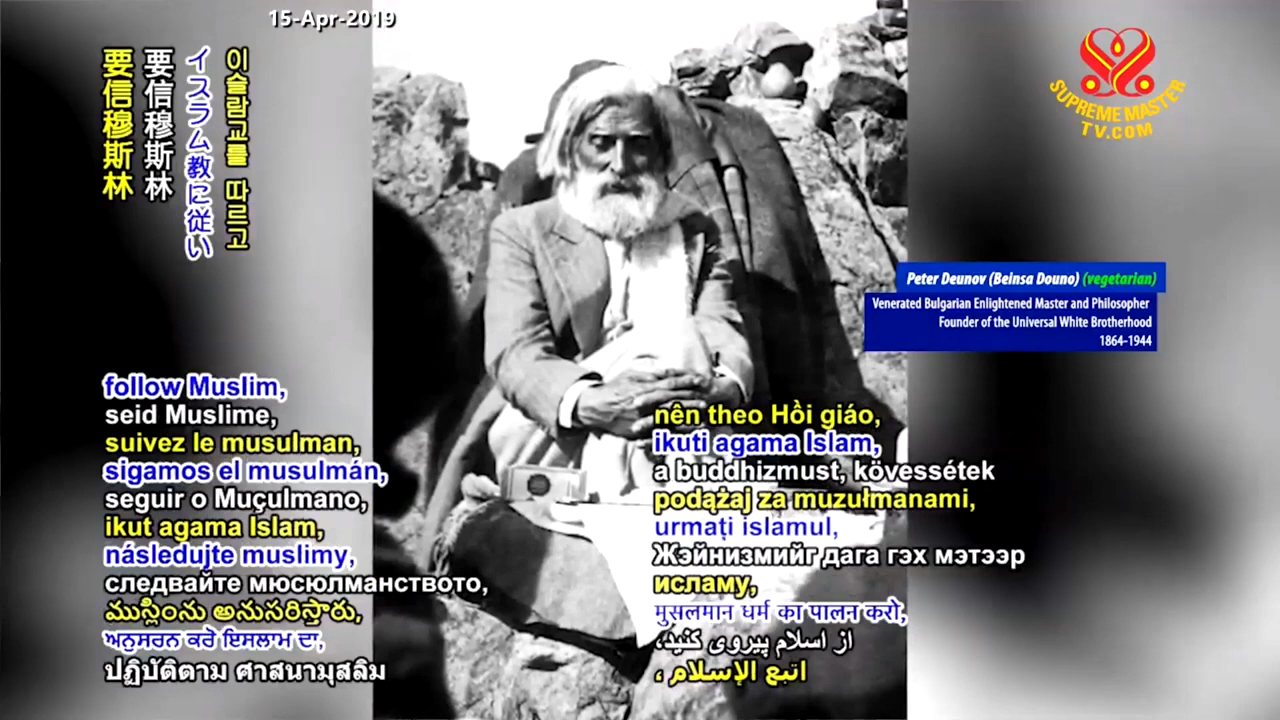 15-Apr-2019
要信穆斯林
要信穆斯林
イスラム教に従い
이슬람교를 따르고
SUPREME MASTER
TV.COM
Peter Deunov (Beinsa Douno) (vegetarian)
Venerated Bulgarian Enlightened Master and Philosopher
Founder of the Universal White Brotherhood
1864-1944
follow Muslim,
seid Muslime,
suivez le musulman,
sigamos el musulmán,
seguir o Muçulmano,
ikut agama Islam,
následujte muslimy,
следвайте мюсюлманството,
ముస్లింను అనుసరిస్తారు,
ਅਨੁਸਰਨ ਕਰੋ ਇਸਲਾਮ ਦਾ,
ปฏิบัติตาม ศาสนามุสลิม
nên theo Hồi giáo,
ikuti agama Islam,
a buddhizmust, kövessétek
podążaj za muzułmanami,
urmați islamul,
Жэйнизмийг дага гэх мэтээр
исламу,
मुसलमान धर्म का पालन करो,
از اسلام پیروی کنید،
اتبع الإسلام ،